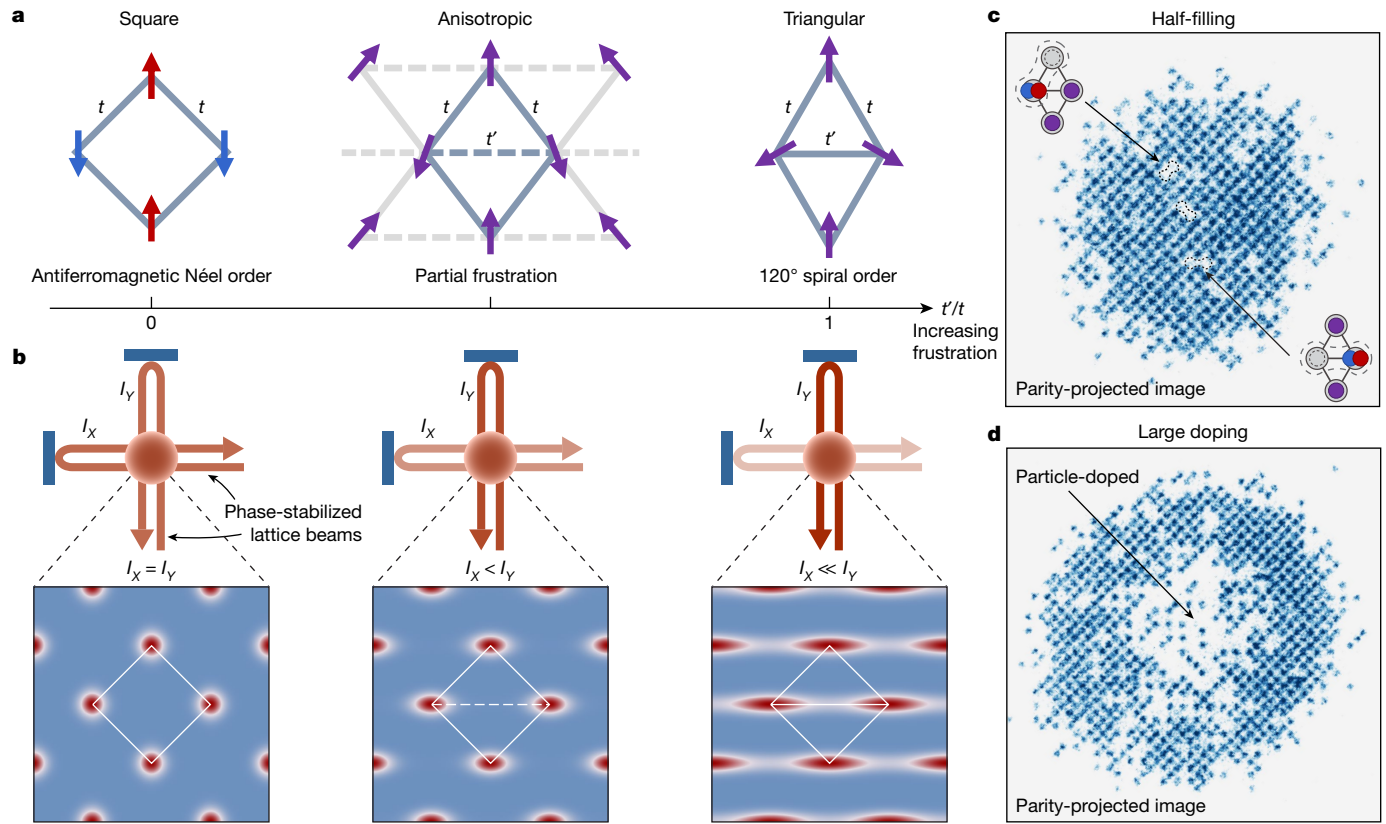 a
Square
Anisotropic
Triangular
t
t
t
t
t′
t
t
t′
Antiferromagnetic Néel order
Partial frustration
120° spiral order
0
1
t′/t
Increasing
frustration
b
I_Y
I_X
I_Y
I_X
I_Y
I_X
Phase-stabilized
lattice beams
I_X = I_Y
I_X < I_Y
I_X ≪ I_Y
c
Half-filling
Parity-projected image
d
Large doping
Particle-doped
Parity-projected image